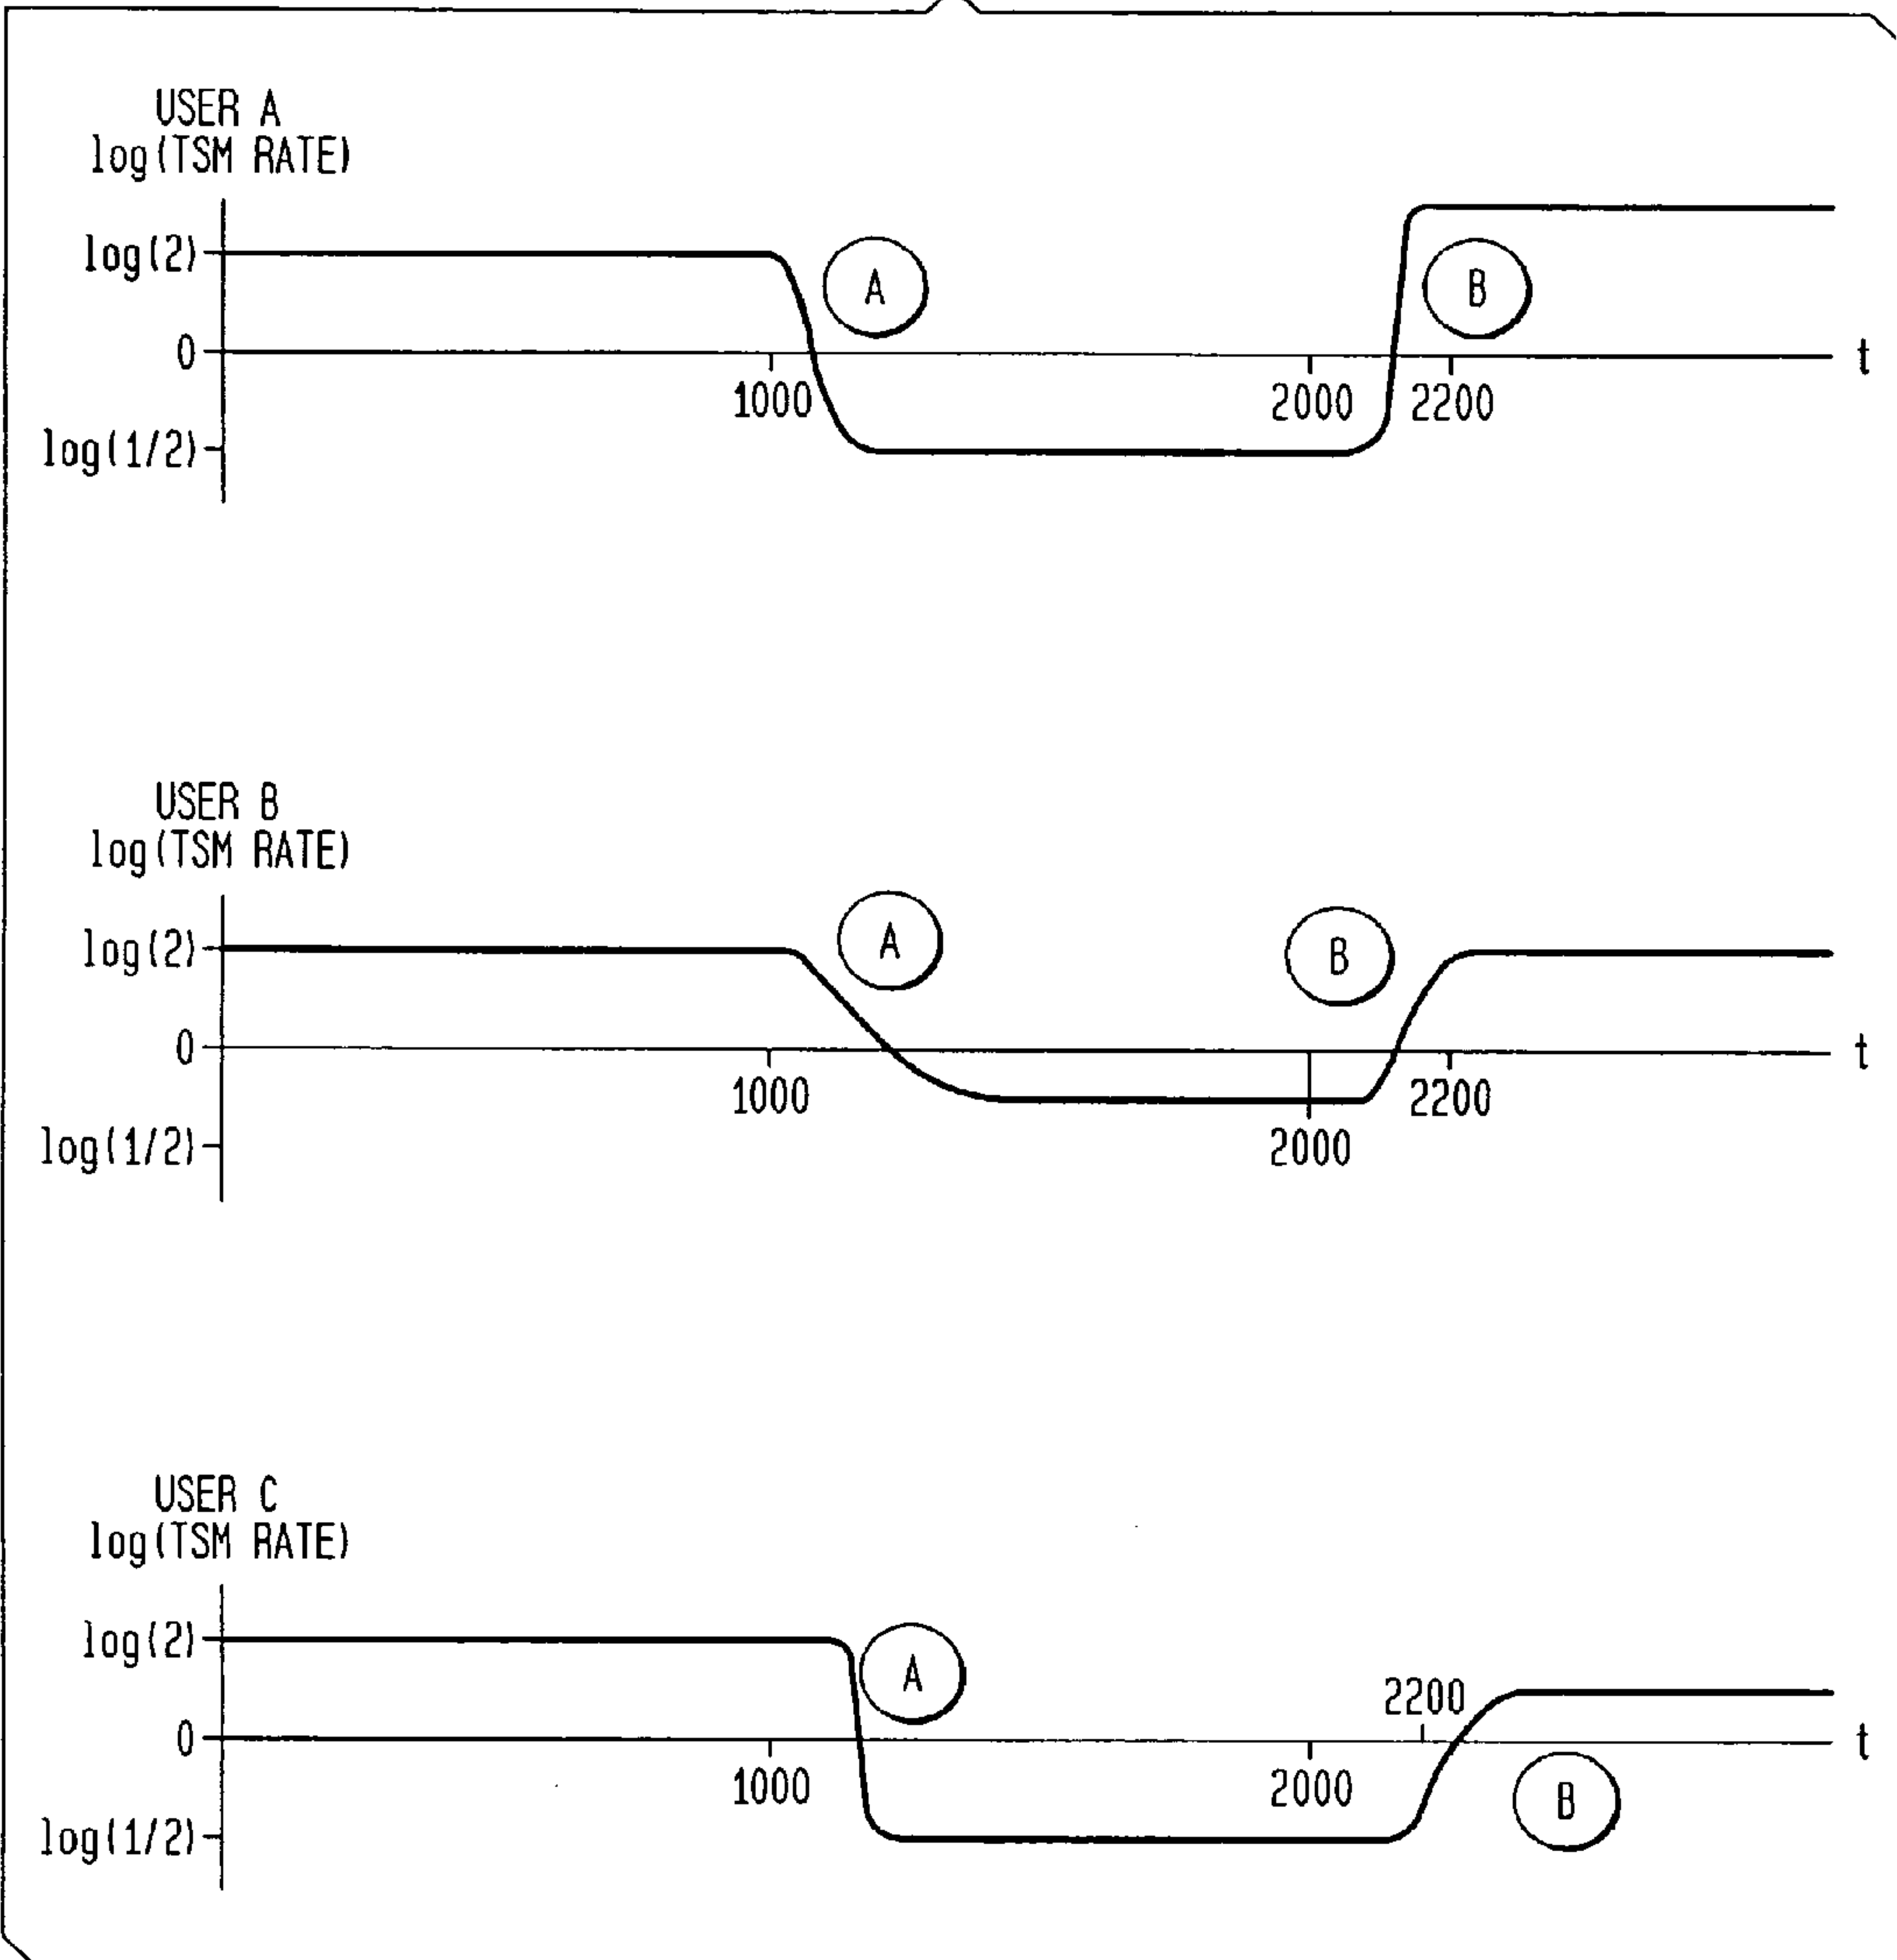 USER A
log(TSM RATE)
log(2)
A
B
0
t
1000
2000
2200
log(1/2)
USER B
log(TSM RATE)
log(2)
A
B
0
t
1000
2200
log(1/2)
2000
USER C
log(TSM RATE)
log(2)
A
2200
0
t
1000
2000
B
log(1/2)